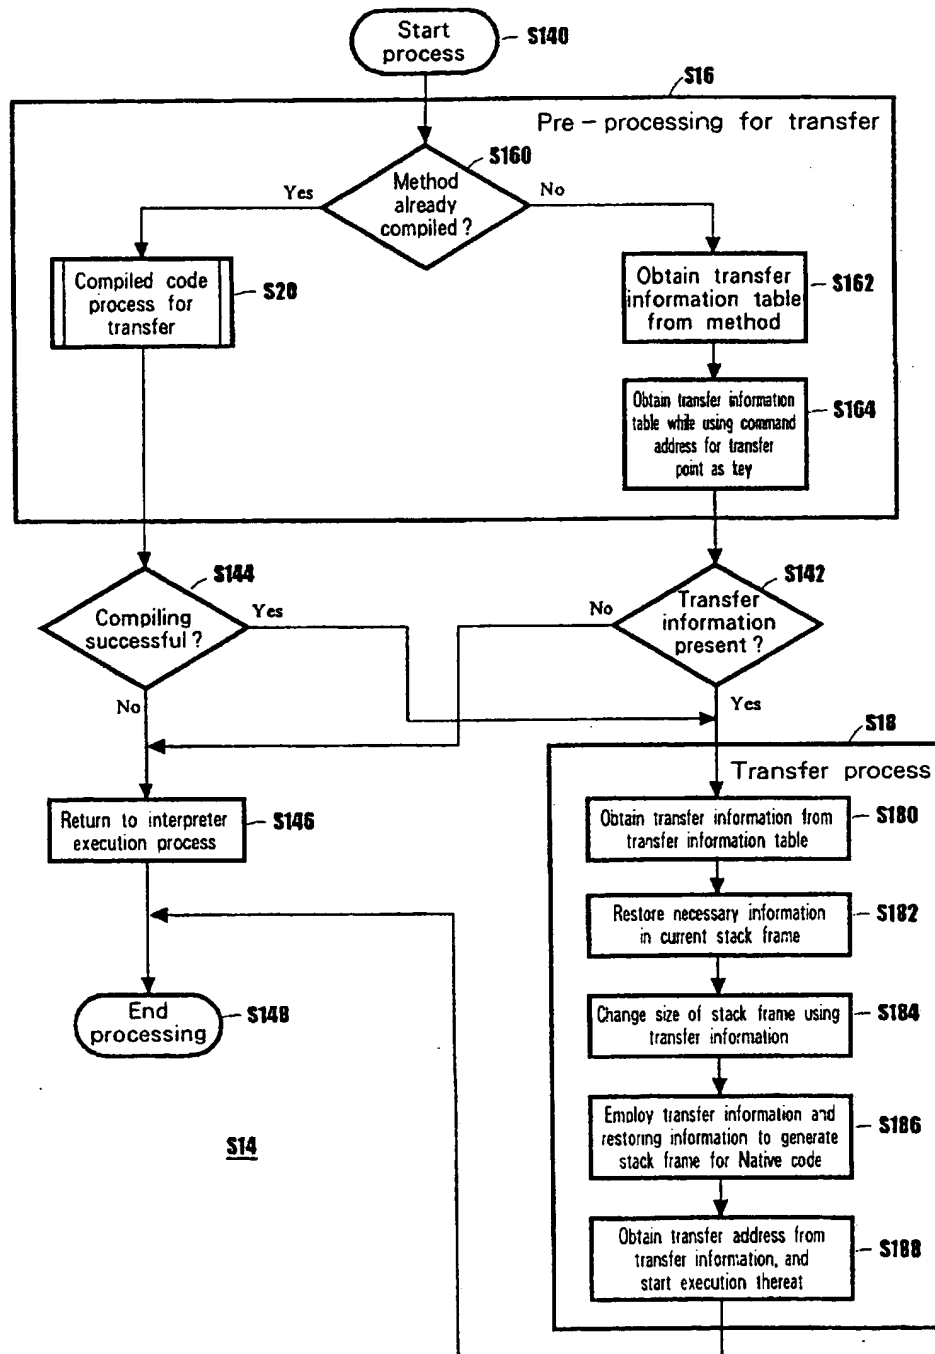 Start
process
S140
S16
Pre-processing for transfer
S160
Method
already
compiled?
Yes
No
Compiled code
process for
transfer
S20
Obtain transfer
information table
from method
S162
Obtain transfer information
table while using command
address for transfer
point as key
S164
S144
Compiling
successful?
Yes
No
S142
Transfer
information
present?
No
Yes
S18
Transfer process
Return to interpreter
execution process
S146
Obtain transfer information from
transfer information table
S180
Restore necessary information
in current stack frame
S182
End
processing
S148
Change size of stack frame using
transfer information
S184
Employ transfer information and
restoring information to generate
stack frame for Native code
S186
S14
Obtain transfer address from
transfer information, and
start execution thereat
S188